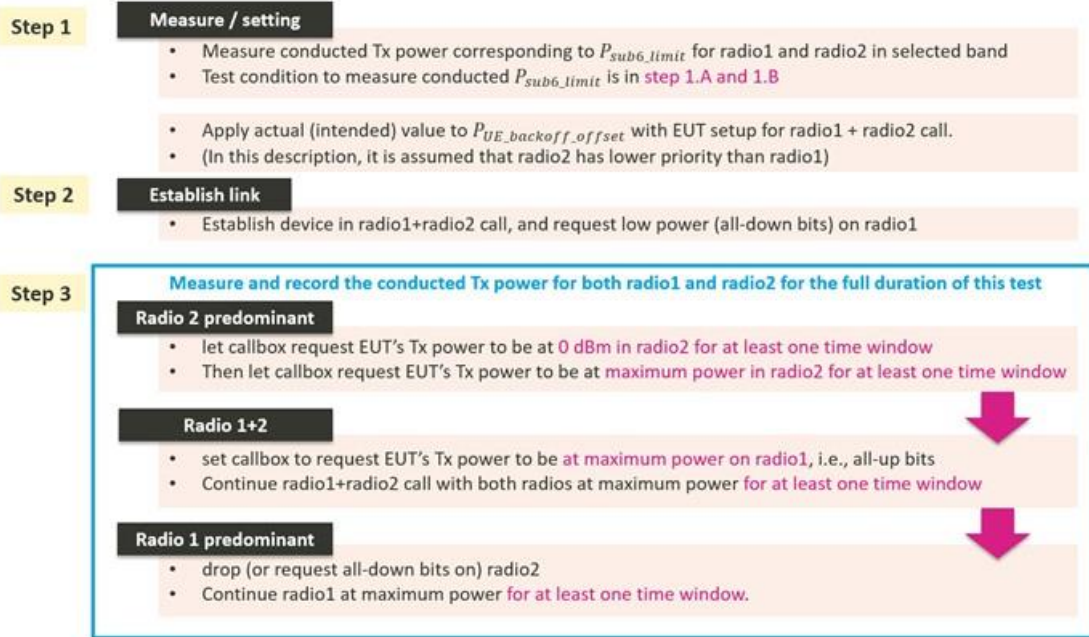 Step 1
Measure / setting
• Measure conducted Tx power corresponding to P_sub6_limit for radio1 and radio2 in selected band
• Test condition to measure conducted P_sub6_limit is in step 1.A and 1.B
• Apply actual (intended) value to P_UE_backoff_offset with EUT setup for radio1 + radio2 call.
• (In this description, it is assumed that radio2 has lower priority than radio1)
Step 2
Establish link
• Establish device in radio1+radio2 call, and request low power (all-down bits) on radio1
Step 3
Measure and record the conducted Tx power for both radio1 and radio2 for the full duration of this test
Radio 2 predominant
• let callbox request EUT's Tx power to be at 0 dBm in radio2 for at least one time window
• Then let callbox request EUT's Tx power to be at maximum power in radio2 for at least one time window
Radio 1+2
• set callbox to request EUT's Tx power to be at maximum power on radio1, i.e., all-up bits
• Continue radio1+radio2 call with both radios at maximum power for at least one time window
Radio 1 predominant
• drop (or request all-down bits on) radio2
• Continue radio1 at maximum power for at least one time window.